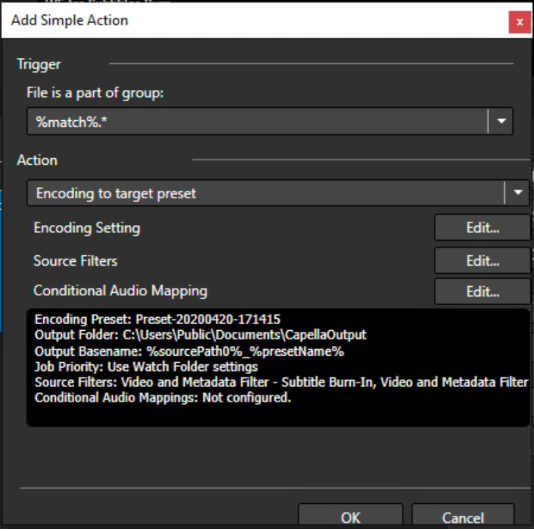 Add Simple Action
x
Trigger
File is a part of group:
%match%.*
Action
Encoding to target preset
Encoding Setting
Edit...
Source Filters
Edit...
Conditional Audio Mapping
Edit...
Encoding Preset: Preset-20200420-171415
Output Folder: C:\Users\Public\Documents\CapellaOutput
Output Basename: %sourcePath0%_%presetName%
Job Priority: Use Watch Folder settings
Source Filters: Video and Metadata Filter - Subtitle Burn-In, Video and Metadata Filter
Conditional Audio Mappings: Not configured.
OK
Cancel